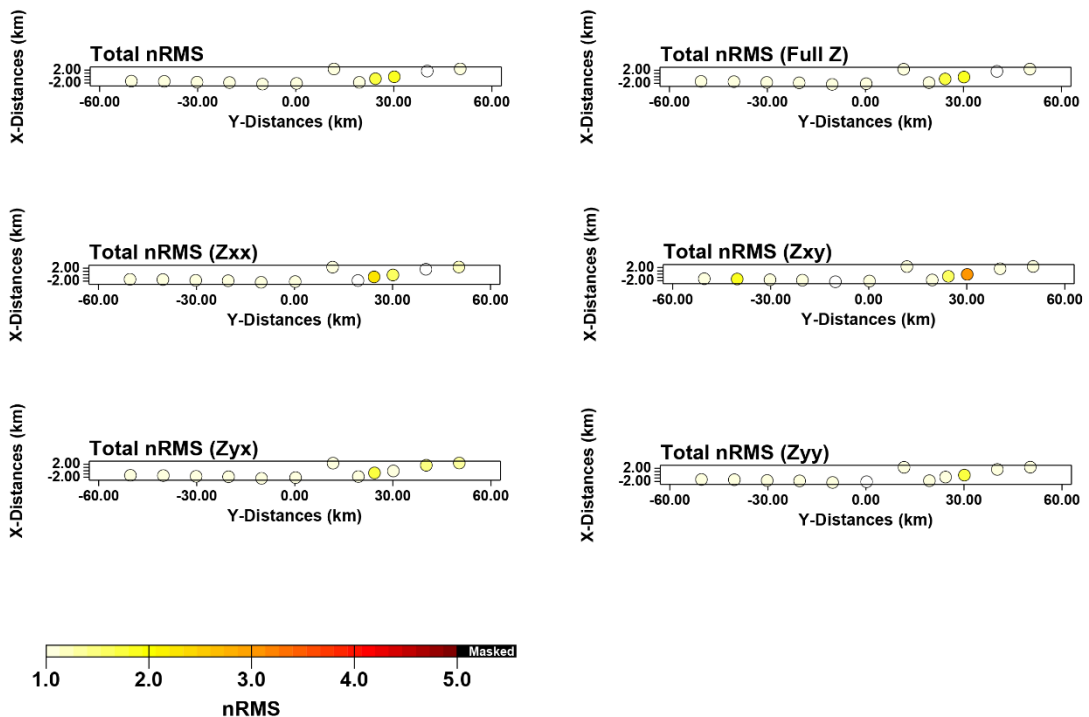 X-Distances (km)
Total nRMS
2.00
-2.00
-60.00 -30.00 0.00 30.00 60.00
Y-Distances (km)
X-Distances (km)
Total nRMS (Full Z)
2.00
-2.00
-60.00 -30.00 0.00 30.00 60.00
Y-Distances (km)
X-Distances (km)
Total nRMS (Zxx)
2.00
-2.00
-60.00 -30.00 0.00 30.00 60.00
Y-Distances (km)
X-Distances (km)
Total nRMS (Zxy)
2.00
-2.00
-60.00 -30.00 0.00 30.00 60.00
Y-Distances (km)
X-Distances (km)
Total nRMS (Zyx)
2.00
-2.00
-60.00 -30.00 0.00 30.00 60.00
Y-Distances (km)
X-Distances (km)
Total nRMS (Zyy)
2.00
-2.00
-60.00 -30.00 0.00 30.00 60.00
Y-Distances (km)
Masked
1.0 2.0 3.0 4.0 5.0
nRMS